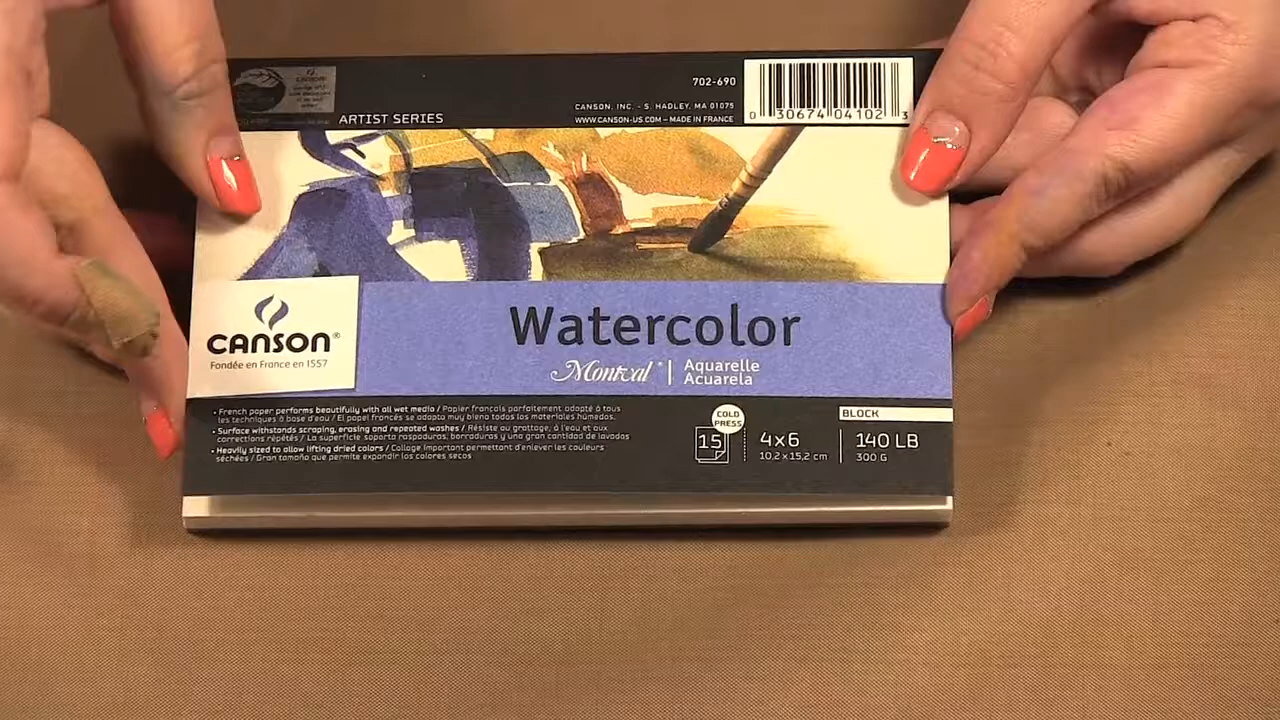 CANSON
702-690
CANSON, INC. - S. HADLEY, MA 01075
WWW.CANSON-US.COM – MADE IN FRANCE
0 30674 04102 3
ARTIST SERIES
CANSON®
Fondée en France en 1557
Watercolor
Montval® | Aquarelle
Acuarela
• French paper performs beautifully with all wet media / Papier français parfaitement adapté à tous
les techniques à base d'eau / El papel francés se adapta muy bien todos los materiales húmedos.
• Surface withstands scraping, erasing and repeated washes / Résiste au grattage, à l'eau et aux
corrections répétés / La superficie soporta raspaduras, borraduras y una gran cantidad de lavadas
• Heavily sized to allow lifting dried colors / Collage important permettant d'enlever les couleurs
séchées / Gran tamaño que permite expandir los colores secos
COLD
PRESS
15
4x6
10,2 x 15,2 cm
BLOCK
140 LB
300 G